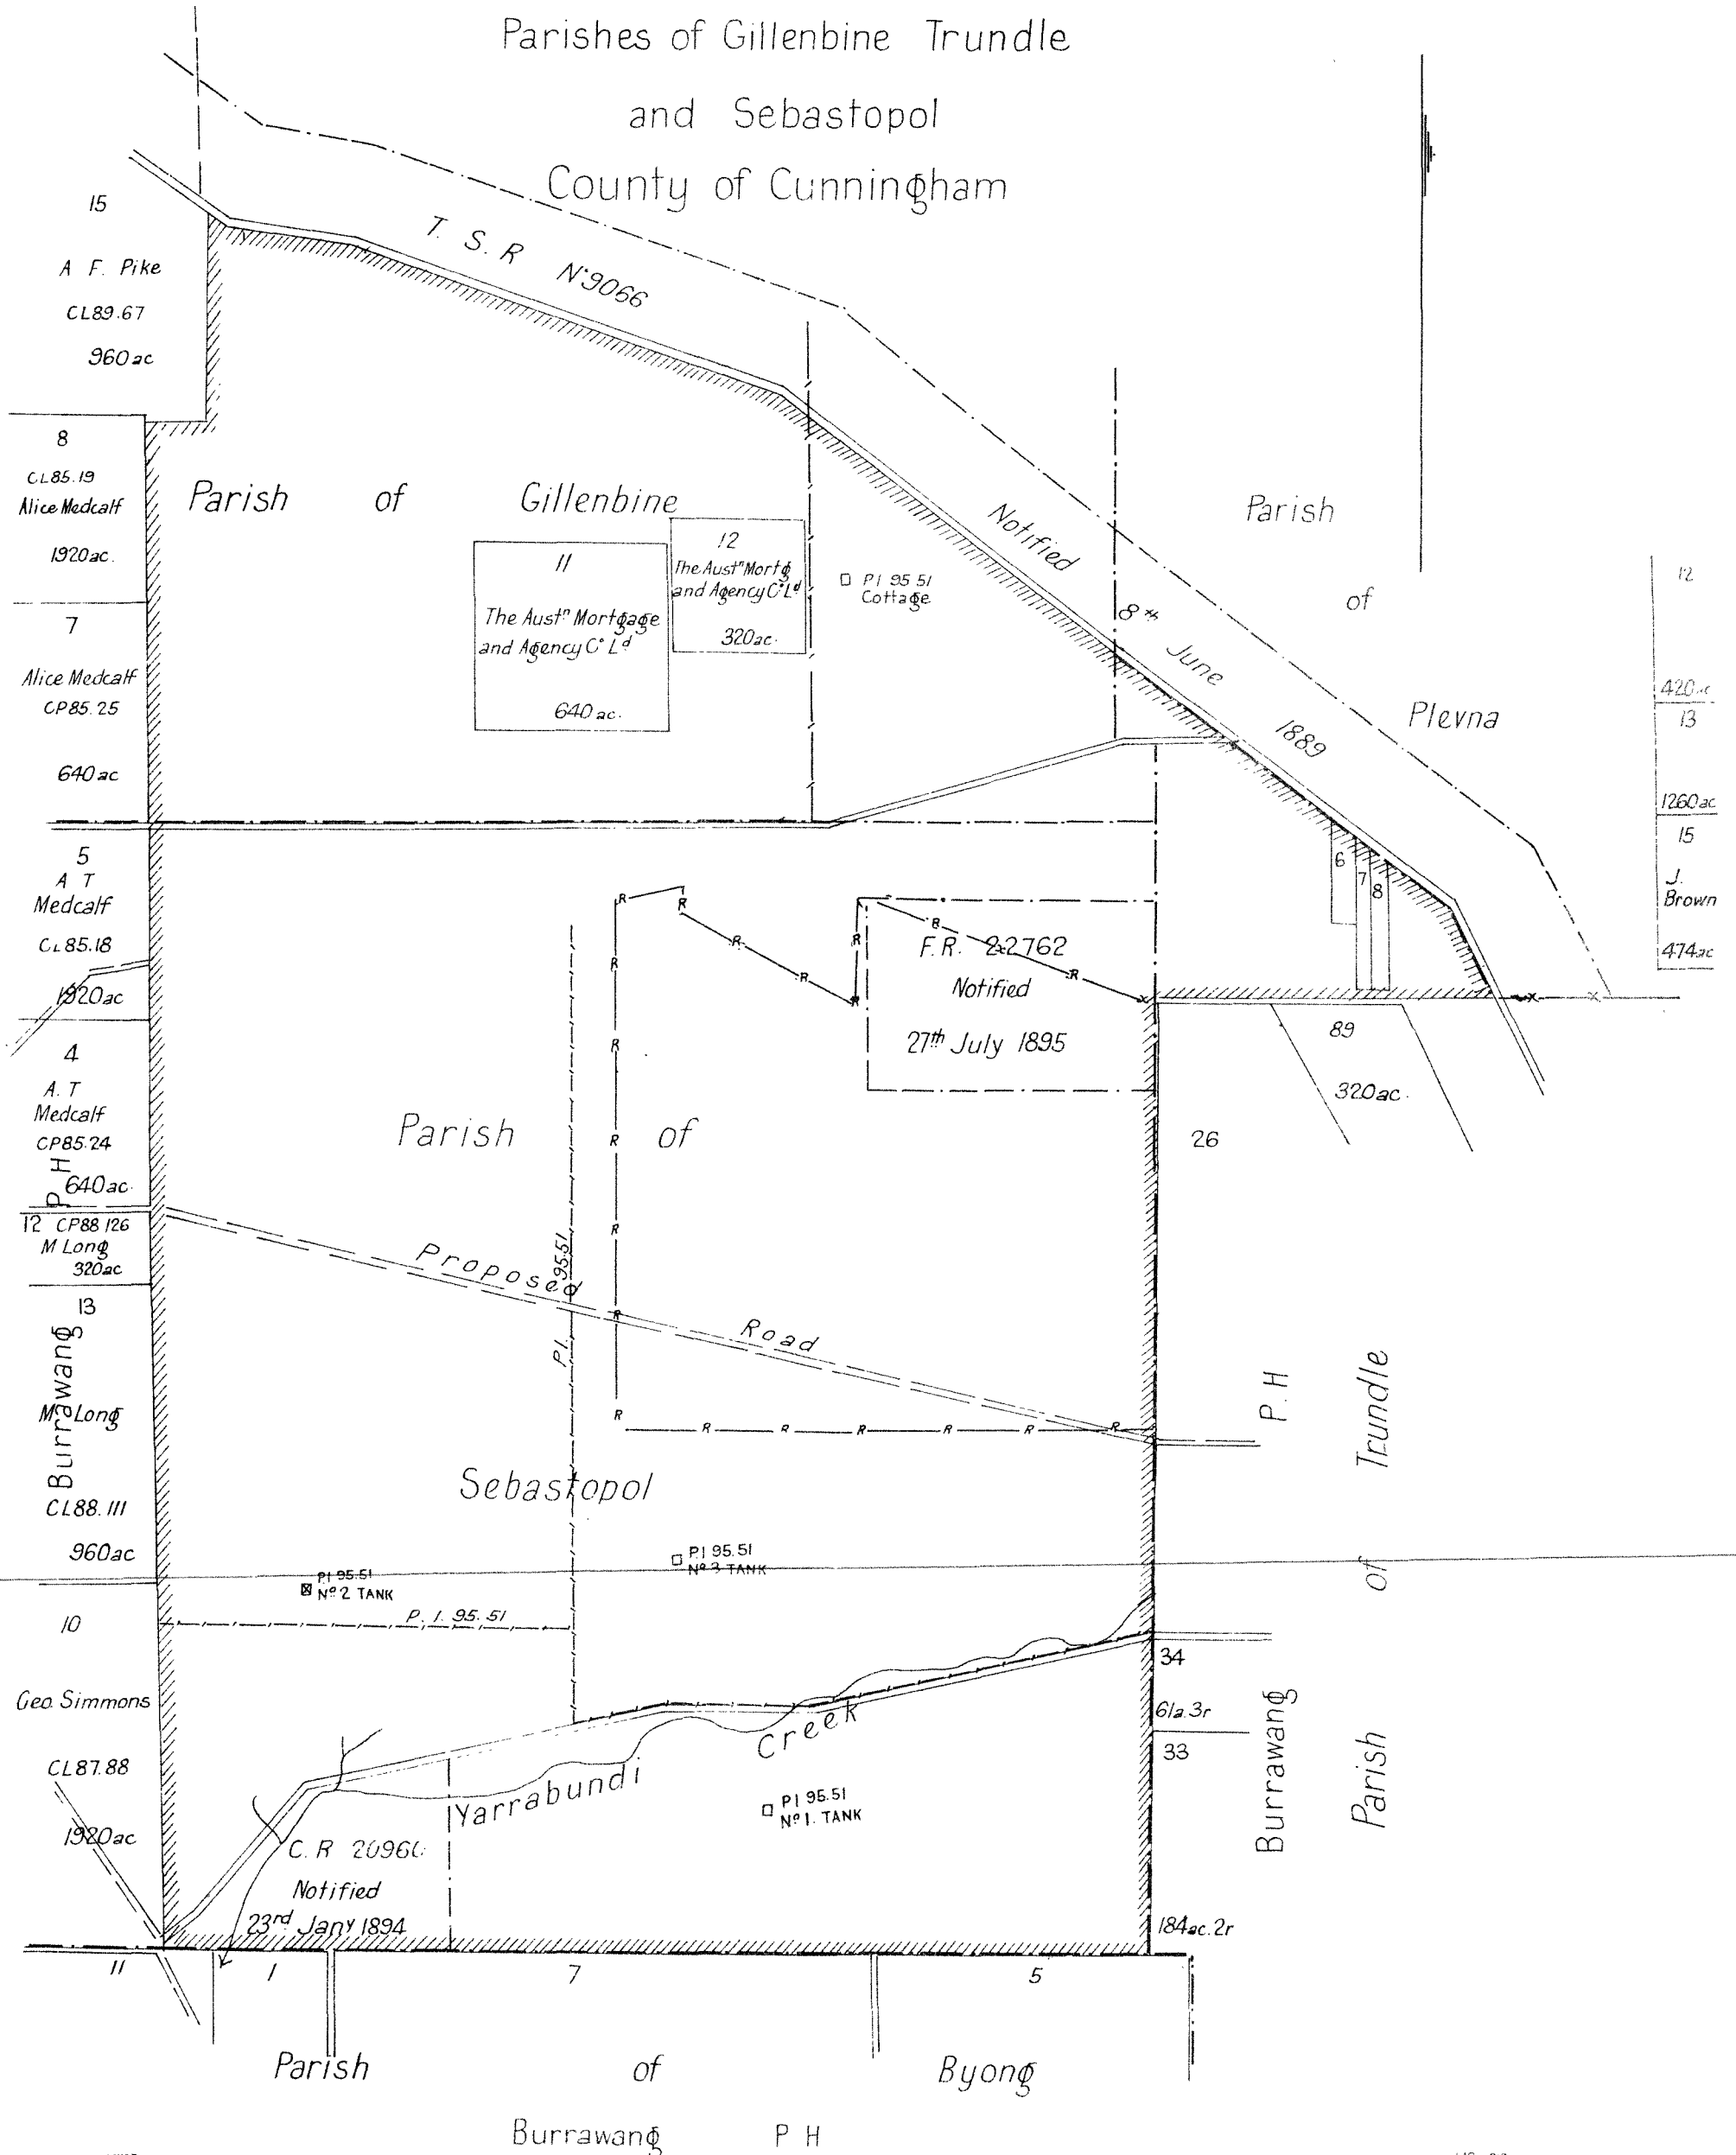 Parishes of Gillenbine Trundle
and Sebastopol
County of Cunningham
T. S. R Nº 9066
Notified
8th
June
1889
15
A F. Pike
CL89.67
960ac
8
CL85.19
Alice Medcalf
1920ac.
7
Alice Medcalf
CP85.25
640ac
5
A T
Medcalf
CL85.18
1920ac
4
A. T
Medcalf
CP85.24
640ac.
P H
12 CP88 126
M Long
320ac
13
Burrawang
M. Long
CL88.111
960ac
10
Geo. Simmons
CL87.88
1920ac
Parish of Gillenbine
11
The Austn Mortgage
and Agency Co Ld
640ac.
12
The Austn Mortg
and Agency Co Ld
320ac.
P I 95 51
Cottage
Parish
of
Plevna
12
420ac
13
1260ac
15
J.
Brown
474ac
6
7
8
R R R R R R R R R R
F. R. 22762
Notified
27th July 1895
89
320ac.
26
Parish of
Sebastopol
P.I. 95.51
Proposed Road
R R R R R R R R R R R
P. H
Burrawang
Parish of Trundle
P.I 95.51
Nº 2 TANK
P.I 95.51
Nº 3 TANK
P. I. 95. 51
Yarrabundi Creek
P I 95.51
Nº 1. TANK
34
61a.3r
33
184ac.2r
C. R 20960
Notified
23rd Jany 1894
11
1
7
5
Parish of Byong
Burrawang P H